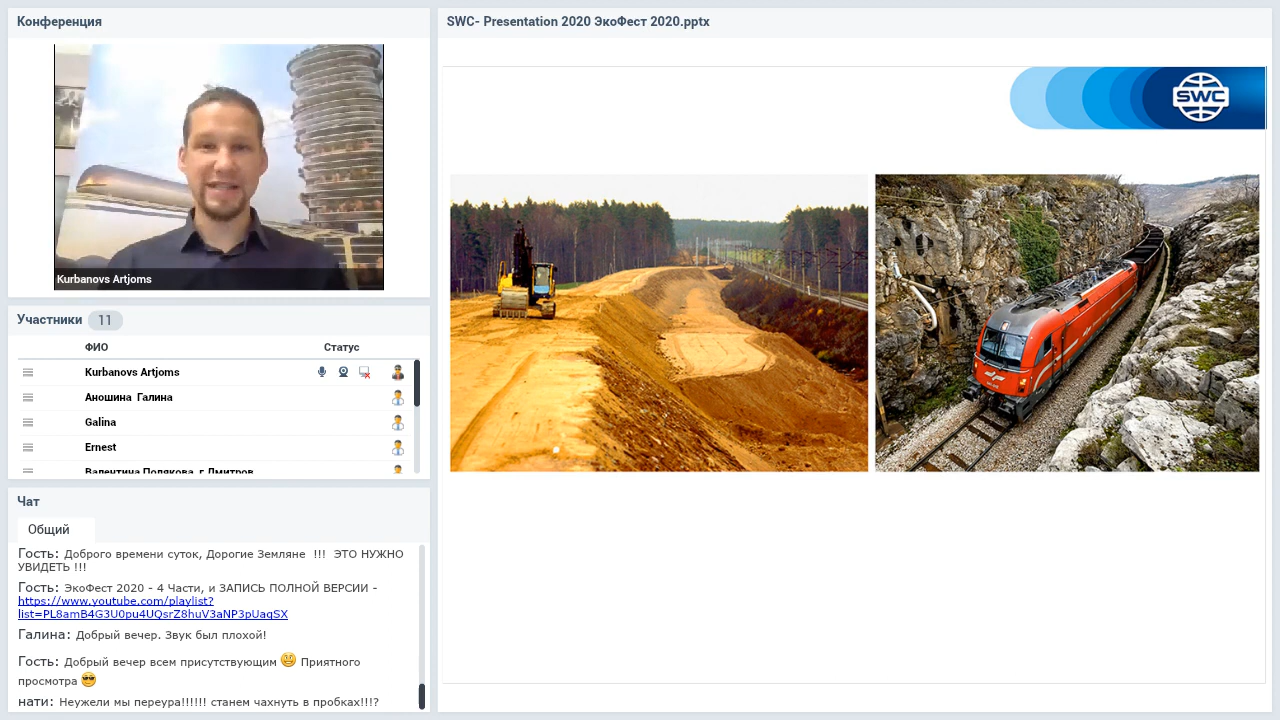 Конференция
Kurbanovs Artjoms
Участники 11
ФИО Статус
Kurbanovs Artjoms
Аношина Галина
Galina
Ernest
Валентина Полякова г Дмитров
Чат
Общий
Гость: Доброго времени суток, Дорогие Земляне !!! ЭТО НУЖНО
УВИДЕТЬ !!!
Гость: ЭкоФест 2020 - 4 Части, и ЗАПИСЬ ПОЛНОЙ ВЕРСИИ -
https://www.youtube.com/playlist?
list=PL8amB4G3U0pu4UQsrZ8huV3aNP3pUaqSX
Галина: Добрый вечер. Звук был плохой!
Гость: Добрый вечер всем присутствующим Приятного
просмотра
нати: Неужели мы переура!!!!!! станем чахнуть в пробках!!!?
SWC- Presentation 2020 ЭкоФест 2020.pptx
SWC